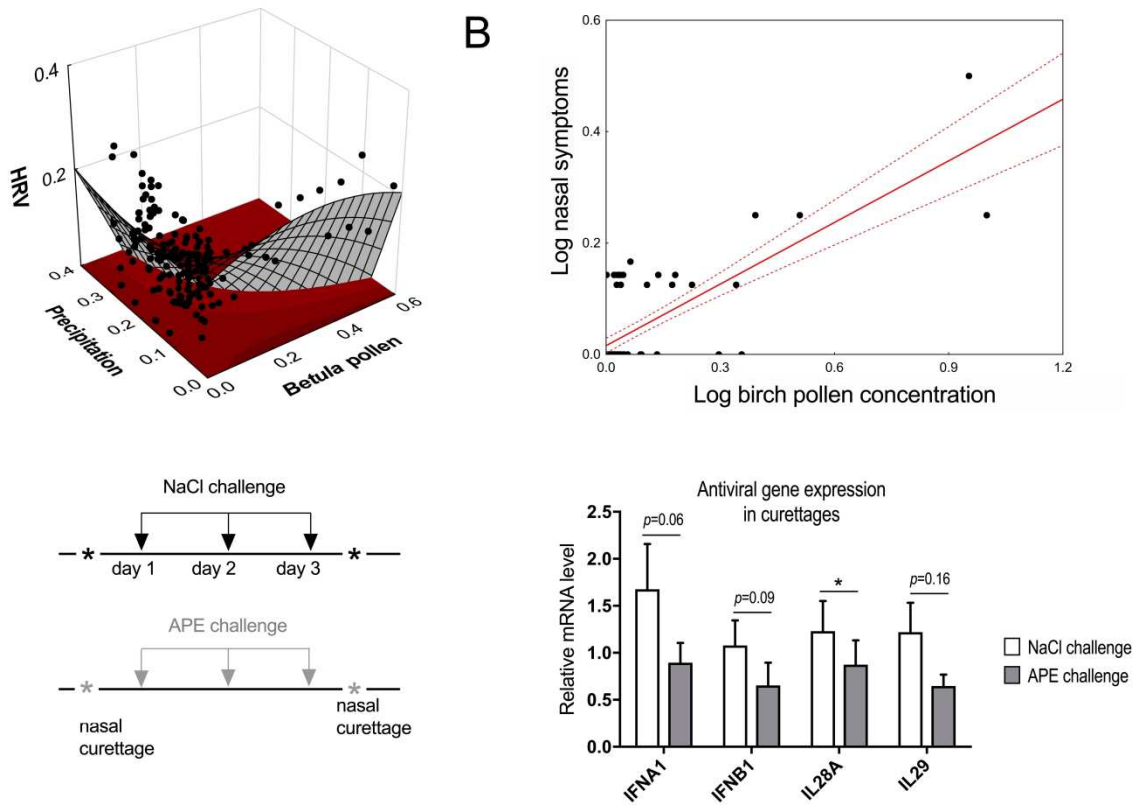 B
0.4
0.2
0.0
HRV
0.4
0.3
0.2
0.1
0.0
Precipitation
0.0
0.2
0.4
0.6
Betula pollen
0.6
0.4
0.2
0.0
Log nasal symptoms
0.0
0.3
0.6
0.9
1.2
Log birch pollen concentration
NaCl challenge
* *
day 1 day 2 day 3
APE challenge
* *
nasal
curettage
nasal
curettage
Antiviral gene expression
in curettages
2.5
2.0
1.5
1.0
0.5
0.0
Relative mRNA level
p=0.06
p=0.09
*
p=0.16
IFNA1
IFNB1
IL28A
IL29
NaCl challenge
APE challenge